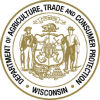 DEPARTMENT of AGRICULTURE, TRADE and CONSUMER PROTECTION
• WISCONSIN •